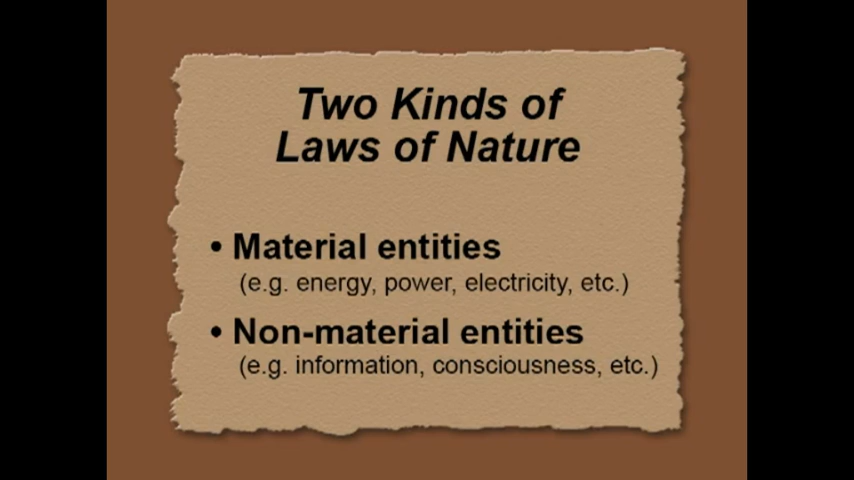 Two Kinds of
Laws of Nature
• Material entities
(e.g. energy, power, electricity, etc.)
• Non-material entities
(e.g. information, consciousness, etc.)